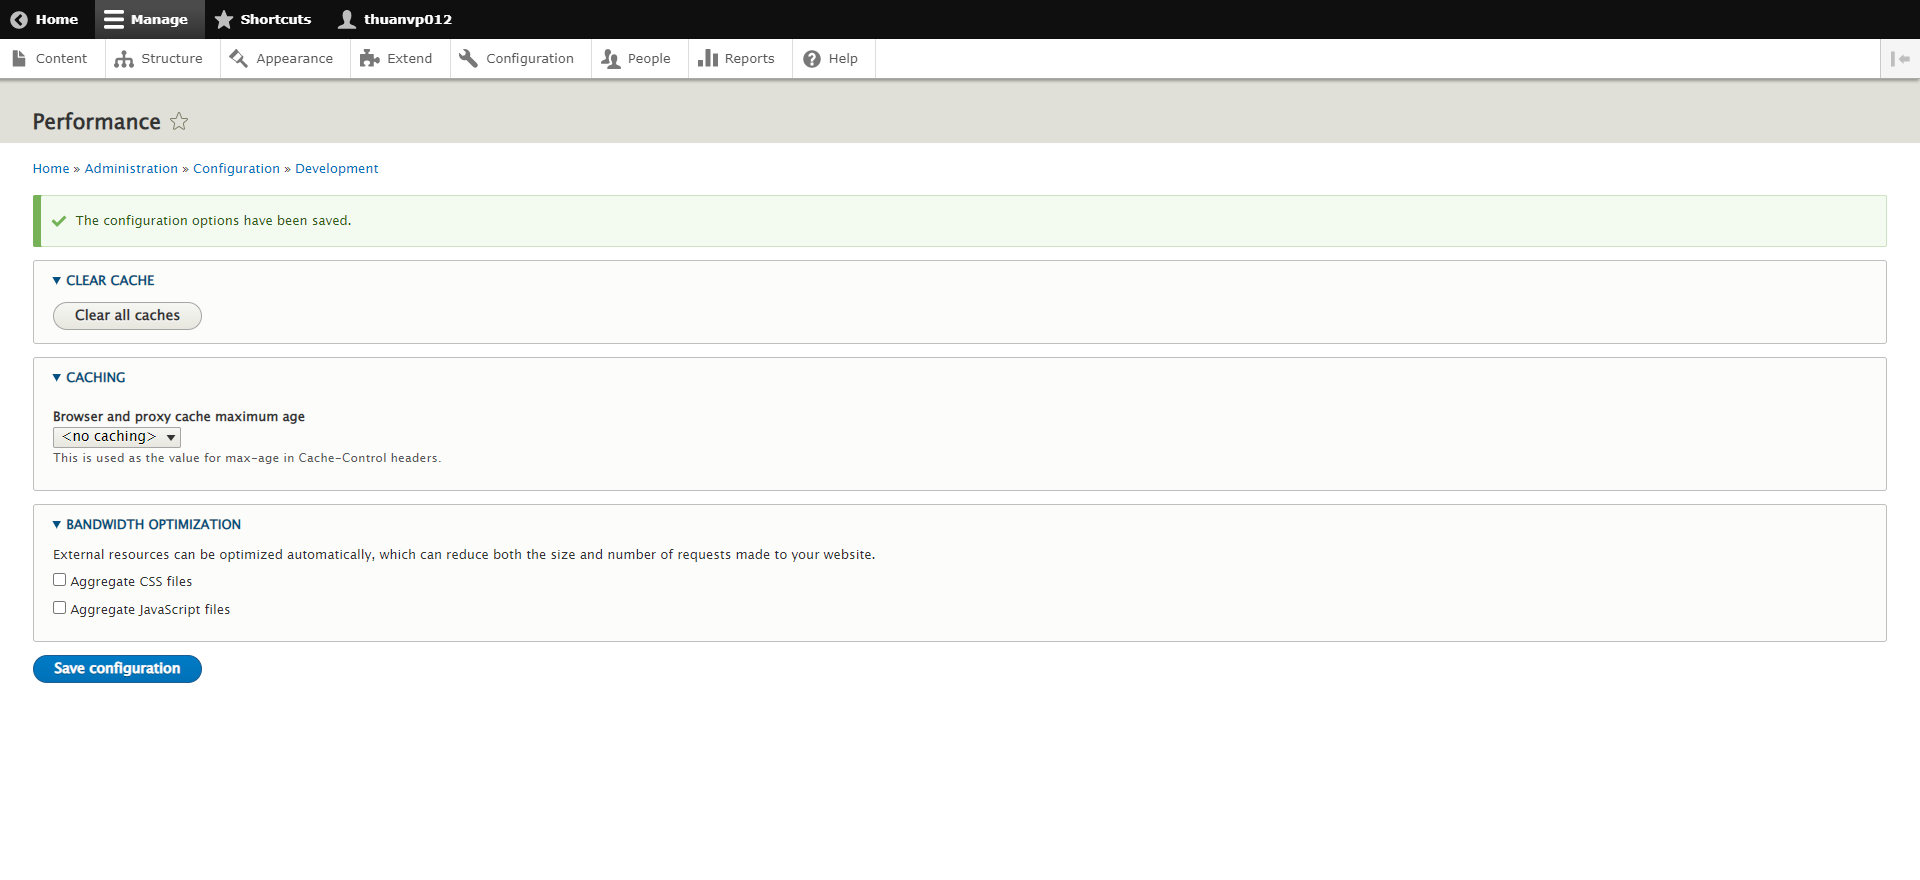 Home Manage Shortcuts thuanvp012
Content Structure Appearance Extend Configuration People Reports Help
Performance
Home » Administration » Configuration » Development
The configuration options have been saved.
CLEAR CACHE
Clear all caches
CACHING
Browser and proxy cache maximum age
<no caching>
This is used as the value for max-age in Cache-Control headers.
BANDWIDTH OPTIMIZATION
External resources can be optimized automatically, which can reduce both the size and number of requests made to your website.
Aggregate CSS files
Aggregate JavaScript files
Save configuration